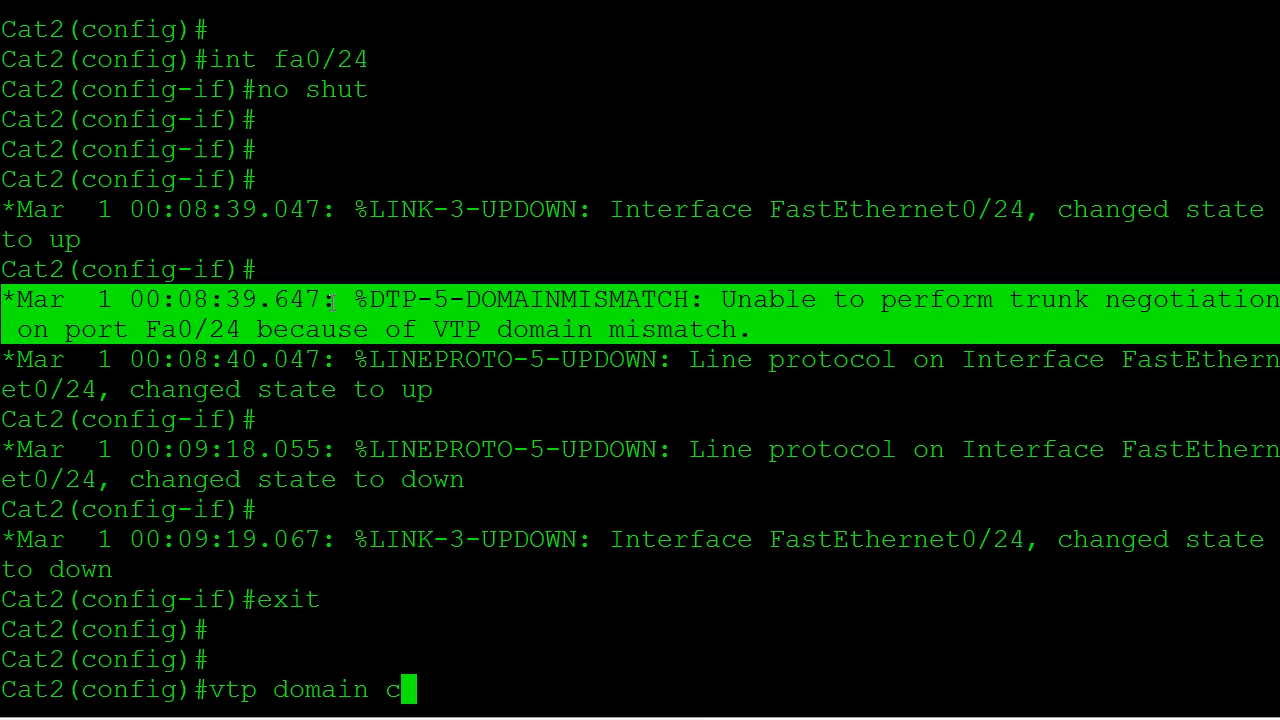 Cat2(config)#
Cat2(config)#int fa0/24
Cat2(config-if)#no shut
Cat2(config-if)#
Cat2(config-if)#
Cat2(config-if)#
*Mar  1 00:08:39.047: %LINK-3-UPDOWN: Interface FastEthernet0/24, changed state
to up
Cat2(config-if)#
*Mar  1 00:08:39.647: %DTP-5-DOMAINMISMATCH: Unable to perform trunk negotiation
 on port Fa0/24 because of VTP domain mismatch.
*Mar  1 00:08:40.047: %LINEPROTO-5-UPDOWN: Line protocol on Interface FastEthern
et0/24, changed state to up
Cat2(config-if)#
*Mar  1 00:09:18.055: %LINEPROTO-5-UPDOWN: Line protocol on Interface FastEthern
et0/24, changed state to down
Cat2(config-if)#
*Mar  1 00:09:19.067: %LINK-3-UPDOWN: Interface FastEthernet0/24, changed state
to down
Cat2(config-if)#exit
Cat2(config)#
Cat2(config)#
Cat2(config)#vtp domain c